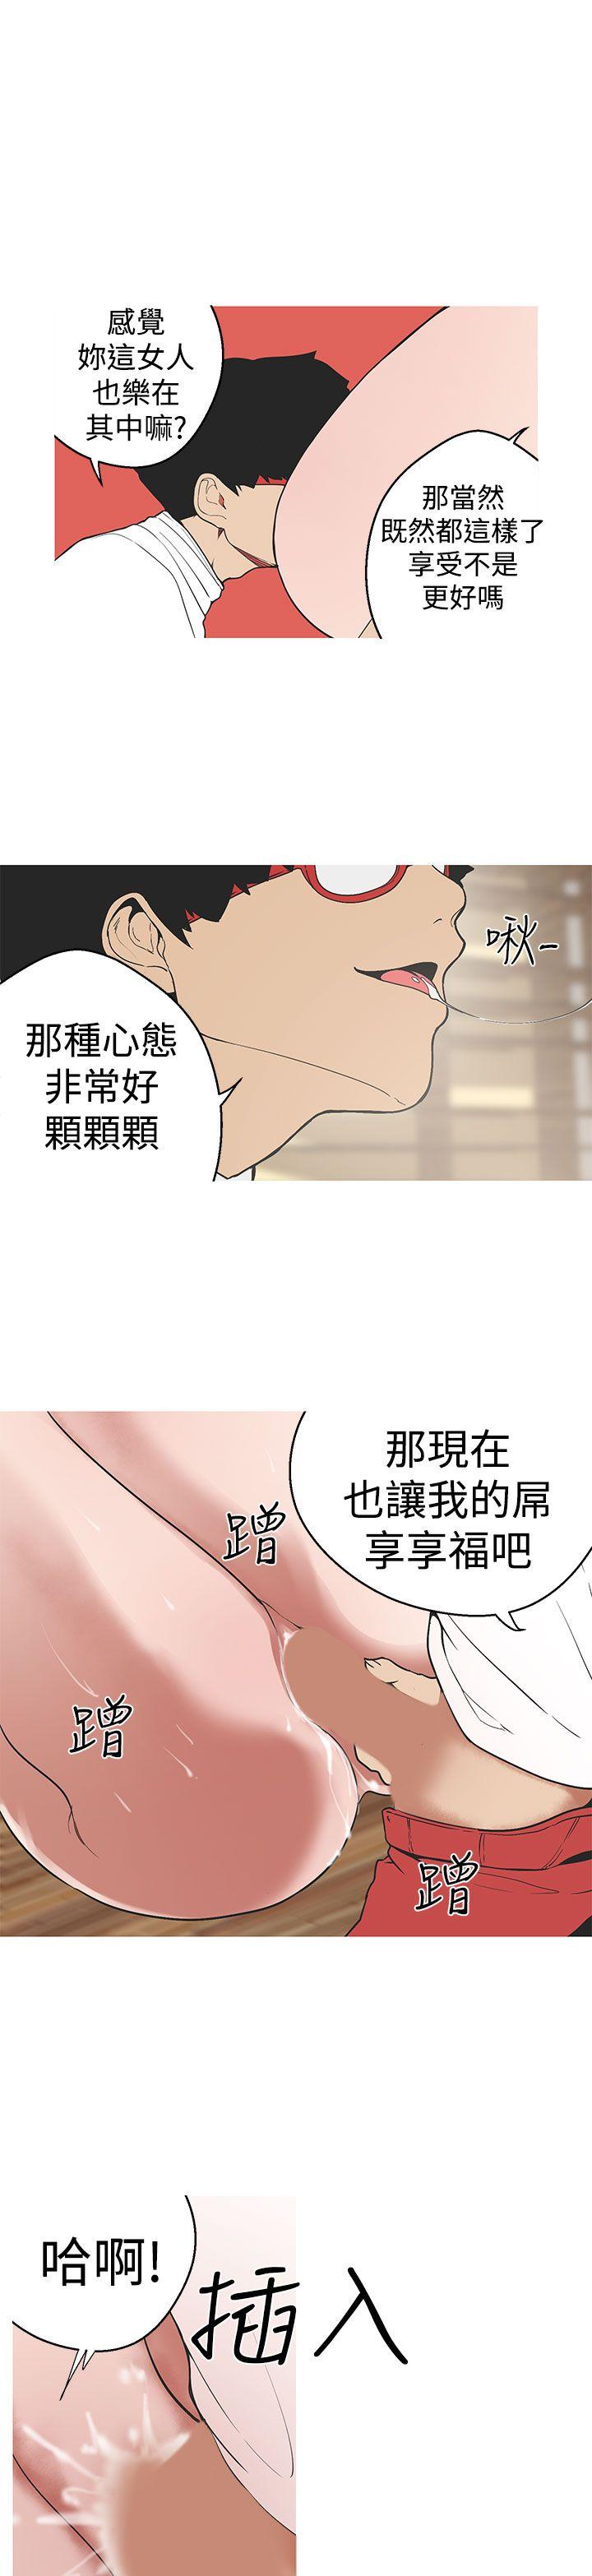 感覺
妳這女人
也樂在
其中嘛?
那當然
既然都這樣了
享受不是
更好嗎
啾-
那種心態
非常好
顆顆顆
那現在
也讓我的屌
享享福吧
蹭
蹭
蹭
哈啊!
插入